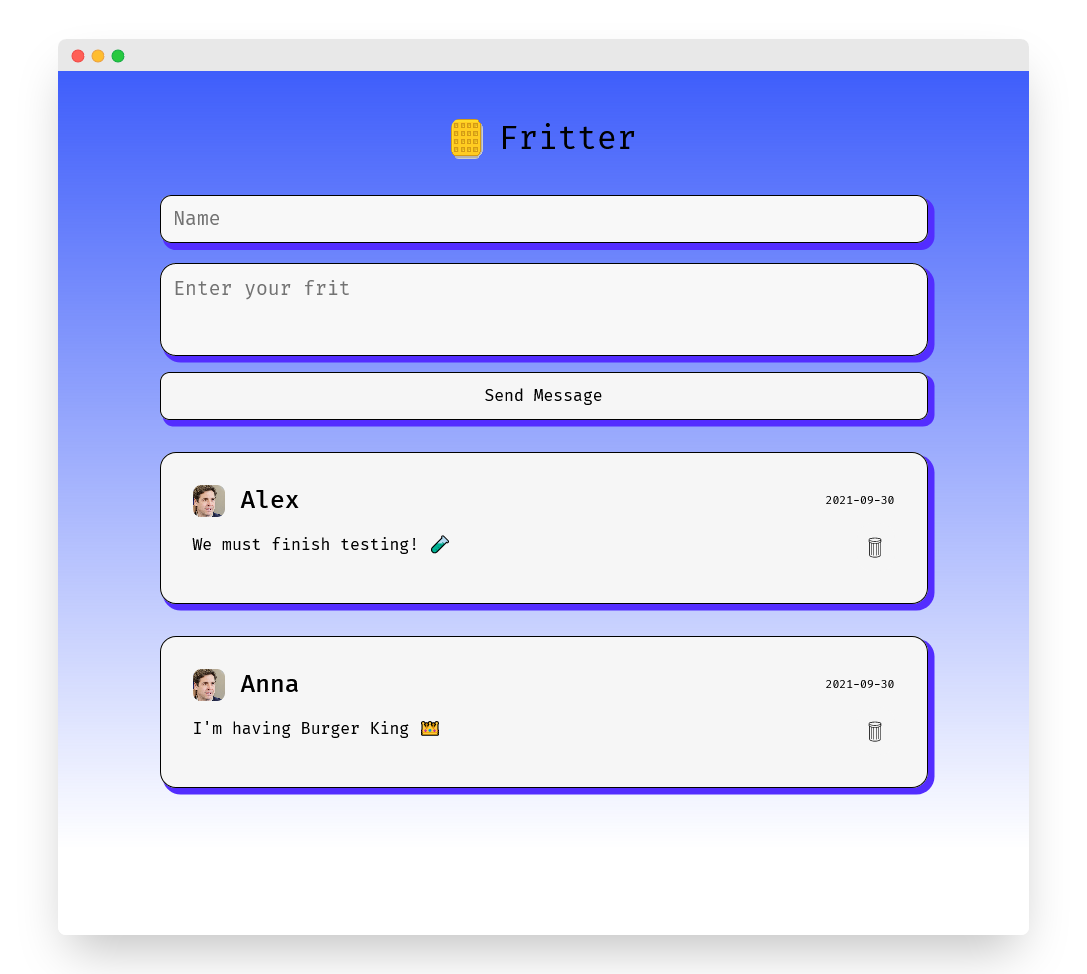 Fritter
Name
Enter your frit
Send Message
Alex
2021-09-30
We must finish testing! 🧪
Anna
2021-09-30
I'm having Burger King